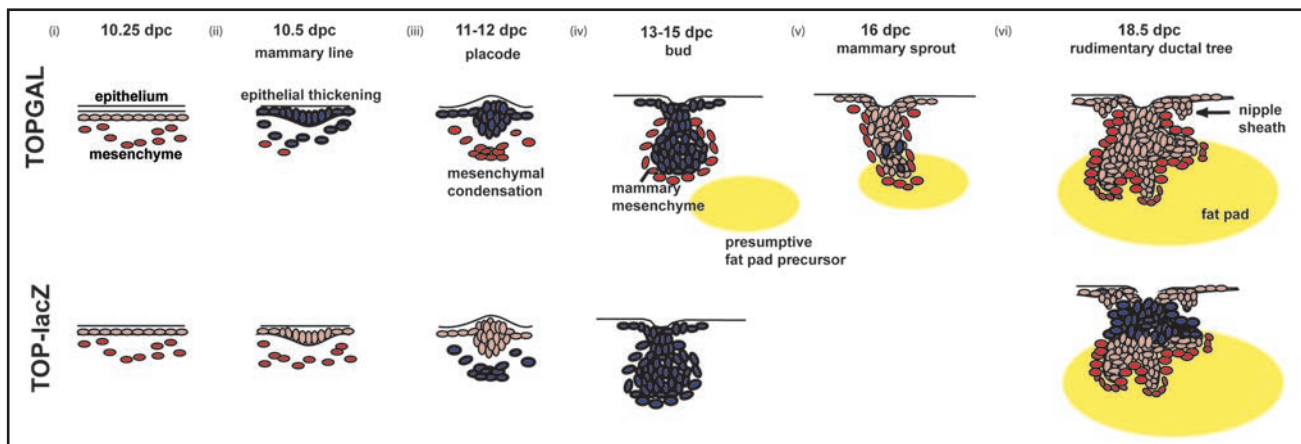 (i) 10.25 dpc
(ii) 10.5 dpc
mammary line
(iii) 11-12 dpc
placode
(iv) 13-15 dpc
bud
(v) 16 dpc
mammary sprout
(vi) 18.5 dpc
rudimentary ductal tree
TOPGAL
epithelium
mesenchyme
epithelial thickening
mesenchymal
condensation
mammary
mesenchyme
presumptive
fat pad precursor
nipple
sheath
fat pad
TOP-lacZ